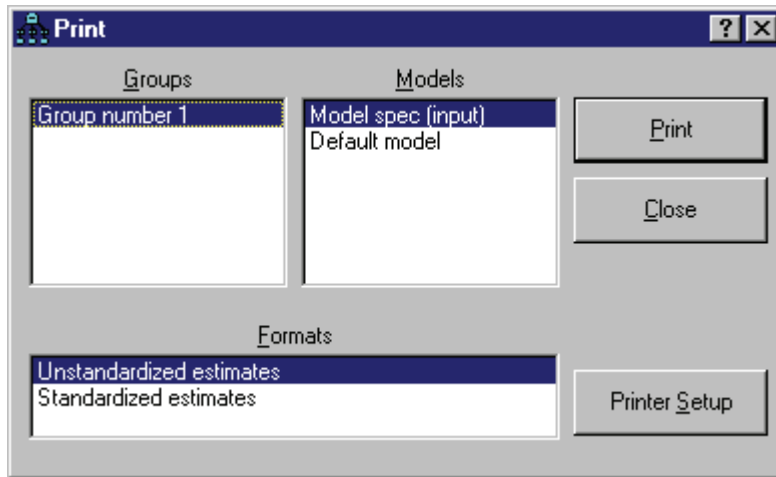 Print
? X
Groups
Models
Group number 1
Model spec (input)
Default model
Print
Close
Formats
Unstandardized estimates
Standardized estimates
Printer Setup